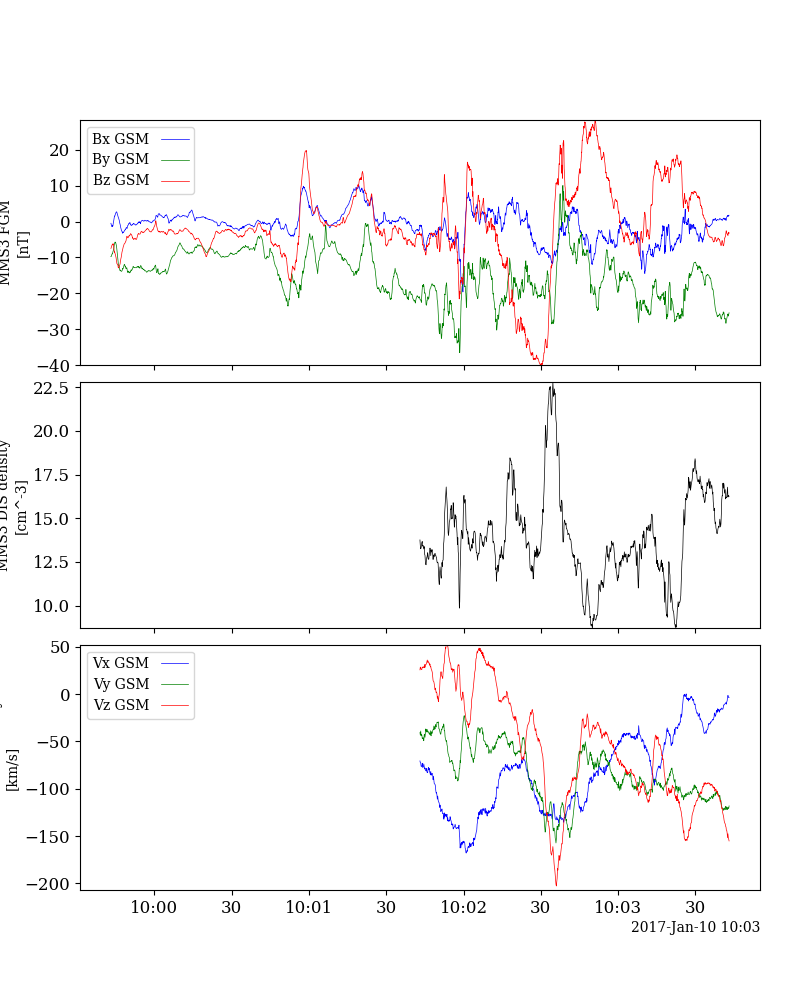 MMS3 FGM
[nT]
20
10
0
−10
−20
−30
−40
Bx GSM
By GSM
Bz GSM
MMS3 DIS density
[cm^-3]
22.5
20.0
17.5
15.0
12.5
10.0
[km/s]
50
0
−50
−100
−150
−200
Vx GSM
Vy GSM
Vz GSM
10:00 30 10:01 30 10:02 30 10:03 30
2017-Jan-10 10:03